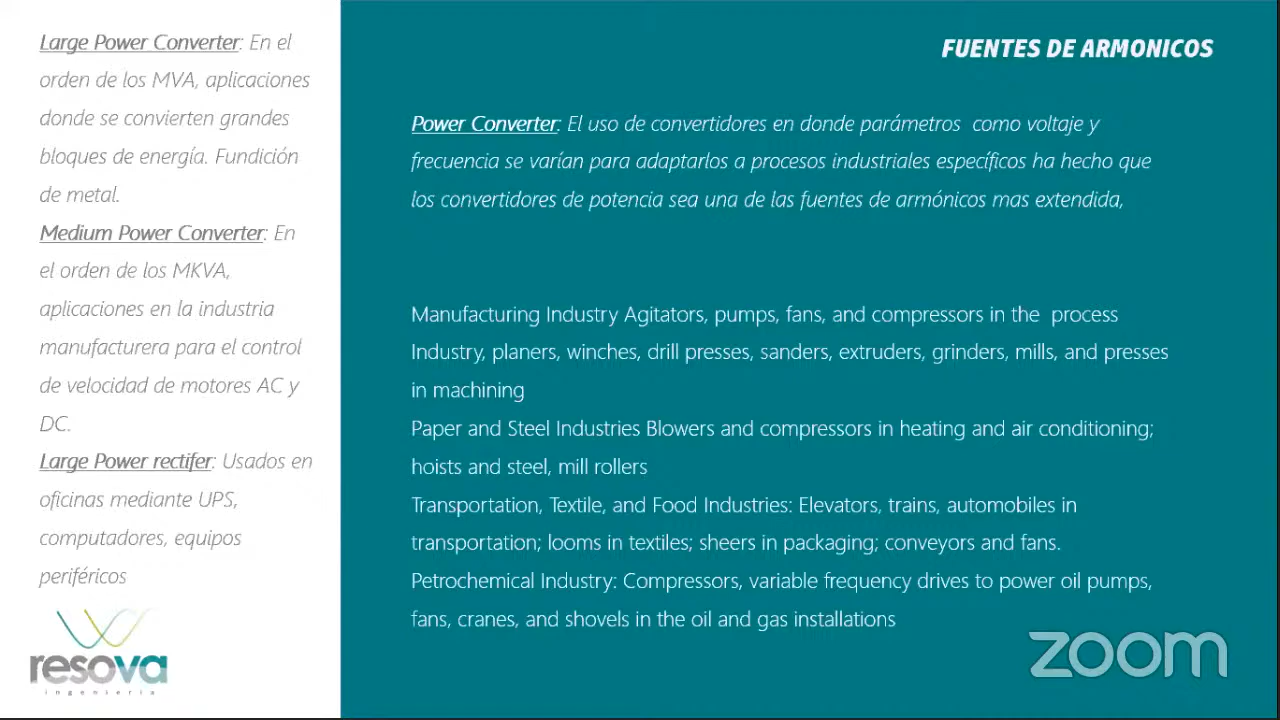 Large Power Converter: En el
orden de los MVA, aplicaciones
donde se convierten grandes
bloques de energía. Fundición
de metal.
Medium Power Converter: En
el orden de los MKVA,
aplicaciones en la industria
manufacturera para el control
de velocidad de motores AC y
DC.
Large Power rectifer: Usados en
oficinas mediante UPS,
computadores, equipos
periféricos
resova
ingeniería
FUENTES DE ARMONICOS
Power Converter: El uso de convertidores en donde parámetros como voltaje y
frecuencia se varían para adaptarlos a procesos industriales específicos ha hecho que
los convertidores de potencia sea una de las fuentes de armónicos mas extendida,
Manufacturing Industry Agitators, pumps, fans, and compressors in the process
Industry, planers, winches, drill presses, sanders, extruders, grinders, mills, and presses
in machining
Paper and Steel Industries Blowers and compressors in heating and air conditioning;
hoists and steel, mill rollers
Transportation, Textile, and Food Industries: Elevators, trains, automobiles in
transportation; looms in textiles; sheers in packaging; conveyors and fans.
Petrochemical Industry: Compressors, variable frequency drives to power oil pumps,
fans, cranes, and shovels in the oil and gas installations
zoom